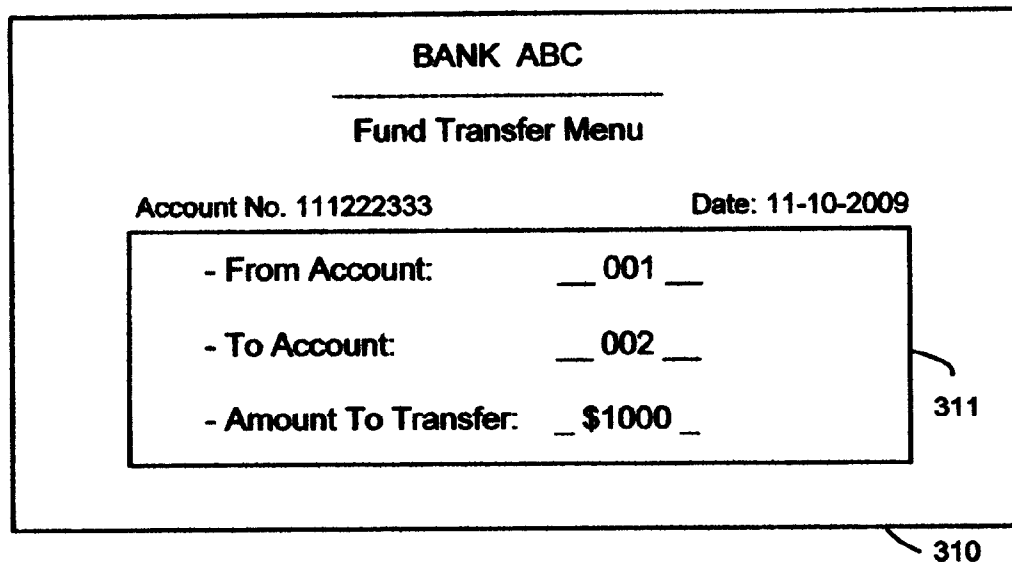 BANK ABC
Fund Transfer Menu
Account No. 111222333 Date: 11-10-2009
- From Account: __ 001 __
- To Account: __ 002 __
- Amount To Transfer: _ $1000 _
311
310